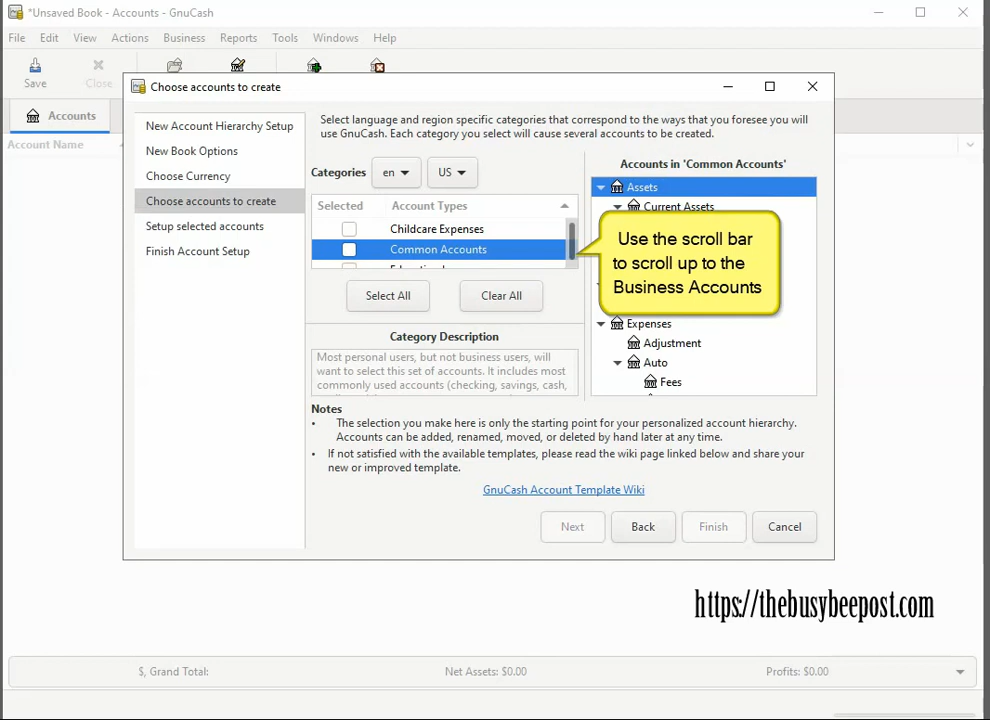 *Unsaved Book - Accounts - GnuCash
File Edit View Actions Business Reports Tools Windows Help
Save Close
Accounts
Account Name
Choose accounts to create
New Account Hierarchy Setup
New Book Options
Choose Currency
Choose accounts to create
Setup selected accounts
Finish Account Setup
Select language and region specific categories that correspond to the ways that you foresee you will
use GnuCash. Each category you select will cause several accounts to be created.
Categories en US
Selected Account Types
Childcare Expenses
Common Accounts
Select All Clear All
Category Description
Most personal users, but not business users, will
want to select this set of accounts. It includes most
commonly used accounts (checking, savings, cash,
Accounts in 'Common Accounts'
Assets
Current Assets
Use the scroll bar
to scroll up to the
Business Accounts
Expenses
Adjustment
Auto
Fees
Notes
• The selection you make here is only the starting point for your personalized account hierarchy.
Accounts can be added, renamed, moved, or deleted by hand later at any time.
• If not satisfied with the available templates, please read the wiki page linked below and share your
new or improved template.
GnuCash Account Template Wiki
Next Back Finish Cancel
https://thebusybeepost.com
$, Grand Total: Net Assets: $0.00 Profits: $0.00